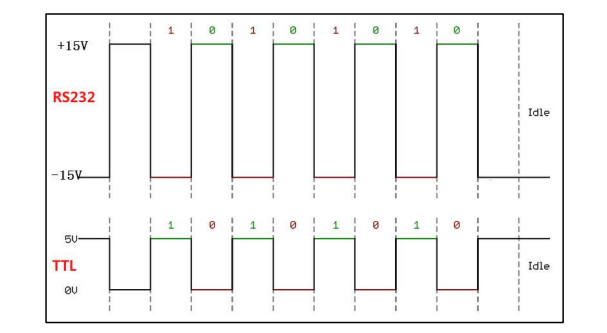 1 0 1 0 1 0 1 0
+15V
RS232
Idle
-15V
1 0 1 0 1 0 1 0
5V
TTL
Idle
0V